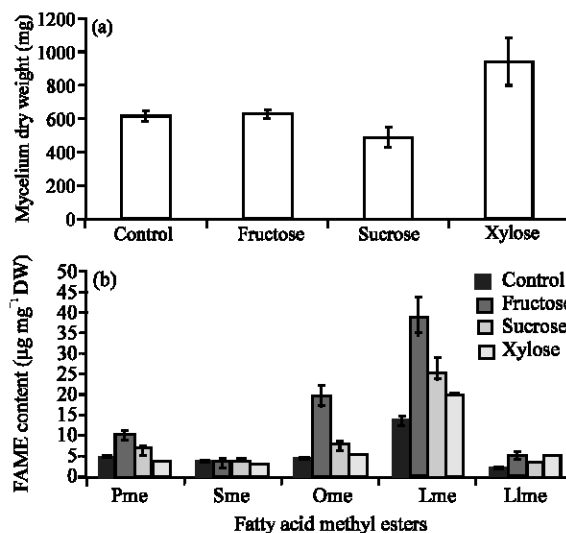 (a)
Mycelium dry weight (mg)
1200
1000
800
600
400
200
0
Control Fructose Sucrose Xylose
(b)
FAME content (µg mg⁻¹ DW)
50
45
40
35
30
25
20
15
10
5
0
Control
Fructose
Sucrose
Xylose
Pme Sme Ome Lme Llme
Fatty acid methyl esters